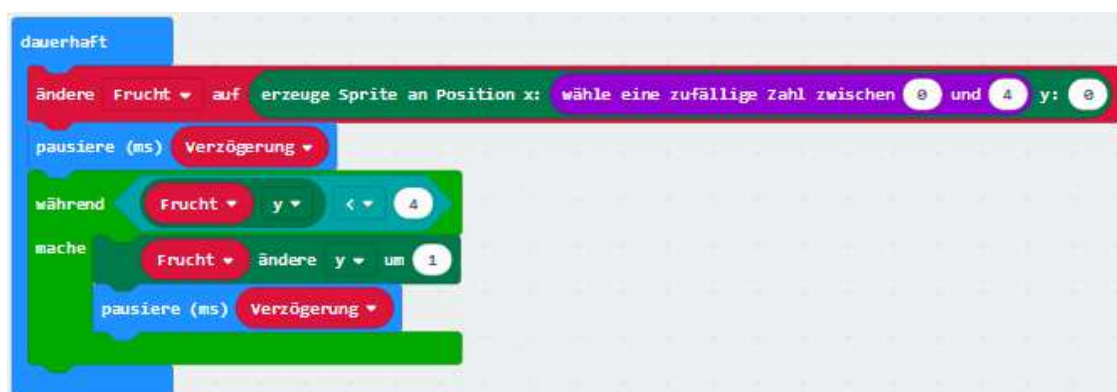 dauerhaft
ändere Frucht auf erzeuge Sprite an Position x: wähle eine zufällige Zahl zwischen 0 und 4 y: 0
pausiere (ms) Verzögerung
während Frucht y < 4
mache
Frucht ändere y um 1
pausiere (ms) Verzögerung